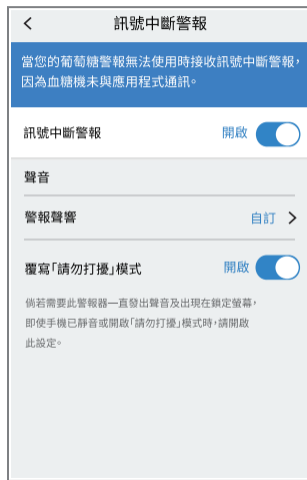 訊號中斷警報
當您的葡萄糖警報無法使用時接收訊號中斷警報，
因為血糖機未與應用程式通訊。
訊號中斷警報 開啟
聲音
警報聲響 自訂
覆寫「請勿打擾」模式 開啟
倘若需要此警報器一直發出聲音及出現在鎖定螢幕，
即使手機已靜音或開啟「請勿打擾」模式時，請開啟
此設定。